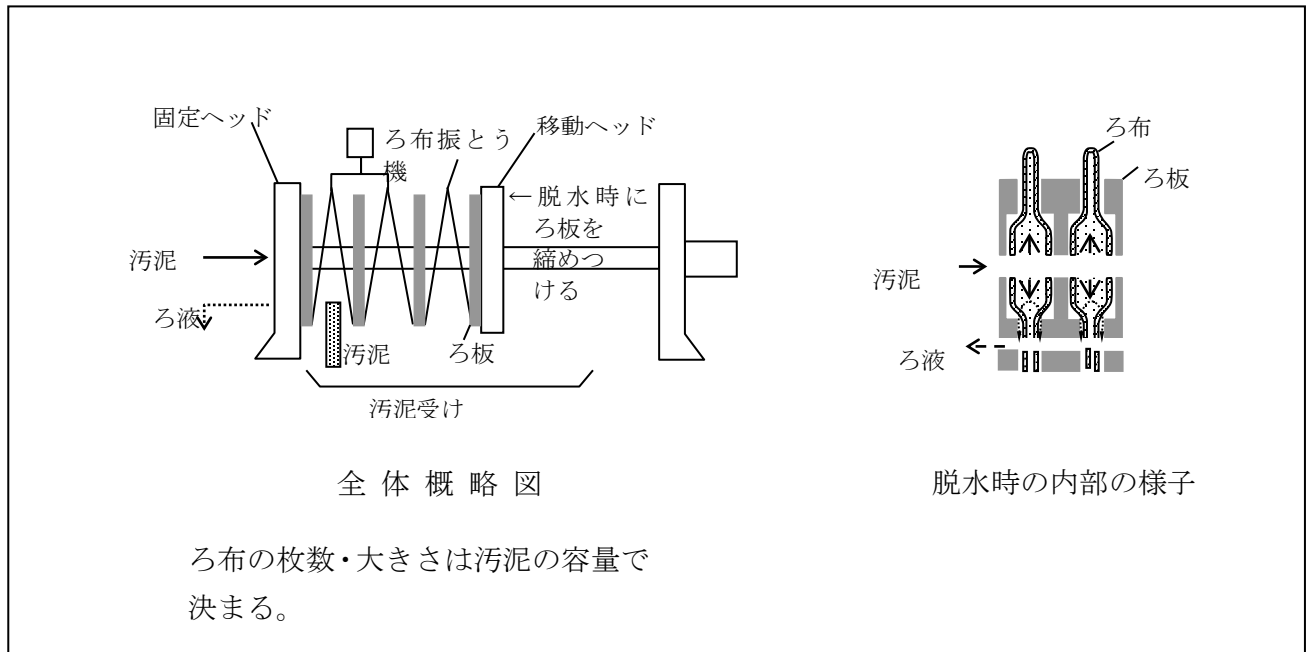 固定ヘッド
ろ布振とう
機
移動ヘッド
←脱水時に
ろ板を
締めつ
ける
汚泥
ろ液
汚泥
ろ板
汚泥受け
ろ布
ろ板
汚泥
ろ液
全体概略図
脱水時の内部の様子
ろ布の枚数・大きさは汚泥の容量で
決まる。